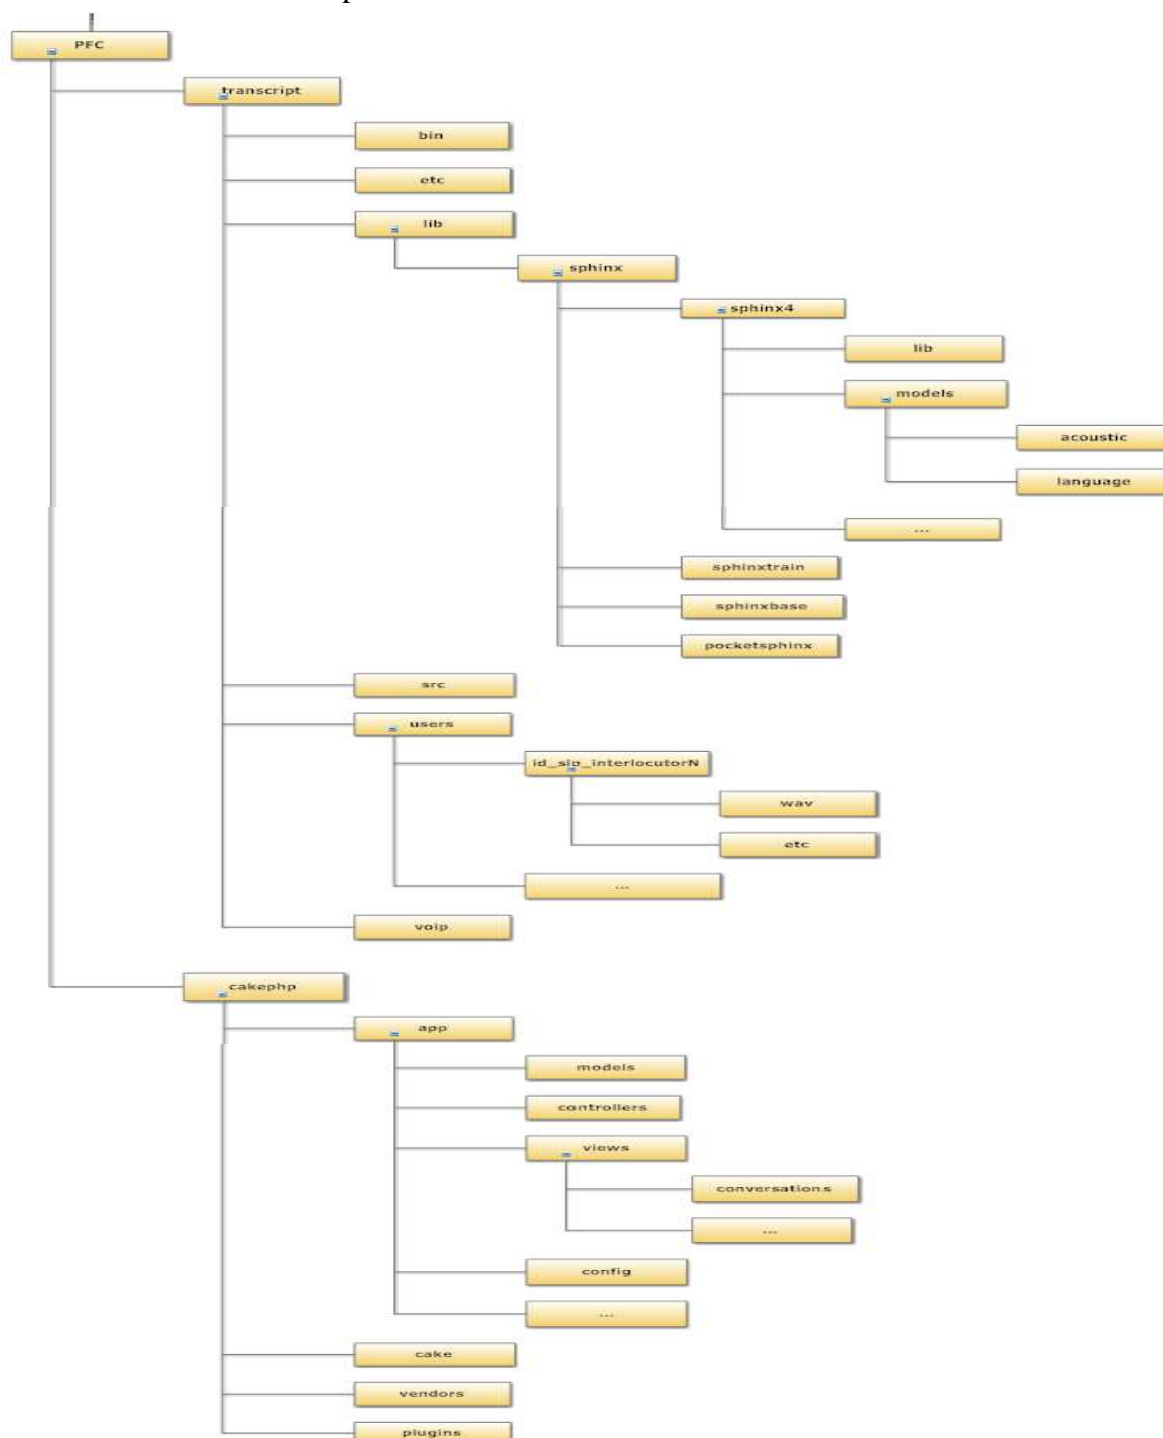 PFC
transcript
bin
etc
lib
sphinx
sphinx4
lib
models
acoustic
language
...
sphinxtrain
sphinxbase
pocketsphinx
src
users
id_sip_interlocutorN
wav
etc
...
voip
cakephp
app
models
controllers
views
conversations
...
config
...
cake
vendors
plugins